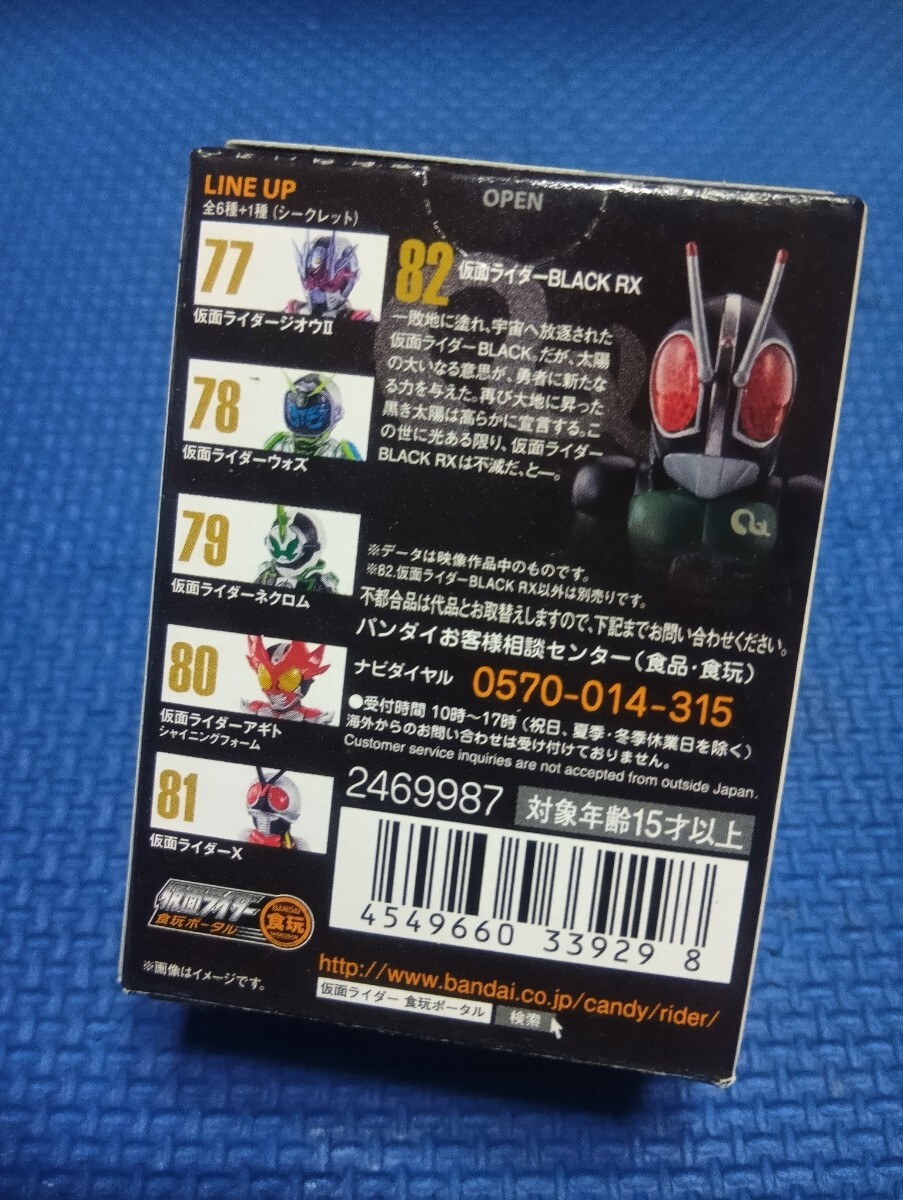 LINE UP
全6種+1種 (シークレット)
OPEN
77
仮面ライダージオウII
78
仮面ライダーウォズ
79
仮面ライダーネクロム
80
仮面ライダーアギト
シャイニングフォーム
81
仮面ライダーX
82 仮面ライダーBLACK RX
一敗地に塗れ、宇宙へ放逐された
仮面ライダーBLACK。だが、太陽
の大いなる意思が、勇者に新たな
る力を与えた。再び大地に昇った
黒き太陽は高らかに宣言する。こ
の世に光ある限り、仮面ライダー
BLACK RXは不滅だ、と―。
※データは映像作品中のものです。
※82.仮面ライダーBLACK RX以外は別売りです。
不都合品は代品とお取替えしますので、下記までお問い合わせください。
バンダイお客様相談センター(食品・食玩)
ナビダイヤル 0570-014-315
●受付時間 10時〜17時 (祝日、夏季・冬季休業日を除く)
海外からのお問い合わせは受け付けておりません。
Customer service inquiries are not accepted from outside Japan.
2469987
対象年齢15才以上
4549660 33929 8
仮面ライダー
食玩ポータル
BANDAI
食玩
※画像はイメージです。
http://www.bandai.co.jp/candy/rider/
仮面ライダー 食玩ポータル 検索